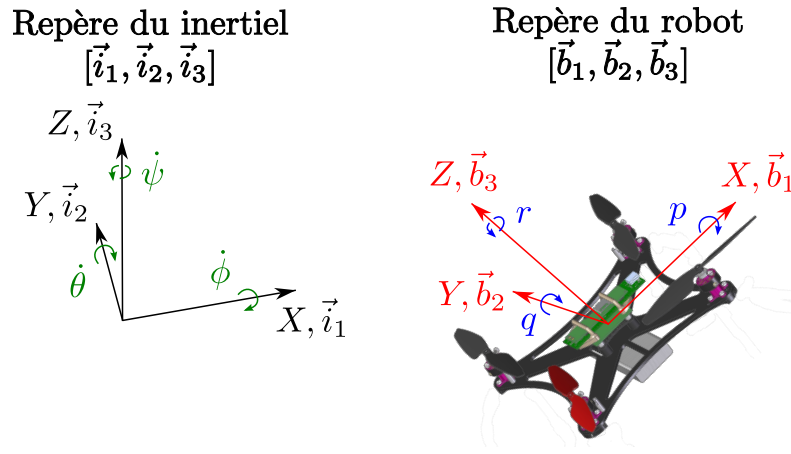 Repère du inertiel
[i⃗₁, i⃗₂, i⃗₃]
Z, i⃗₃
ψ̇
Y, i⃗₂
θ̇
ϕ̇
X, i⃗₁
Repère du robot
[b⃗₁, b⃗₂, b⃗₃]
Z, b⃗₃
r
p
X, b⃗₁
Y, b⃗₂
q